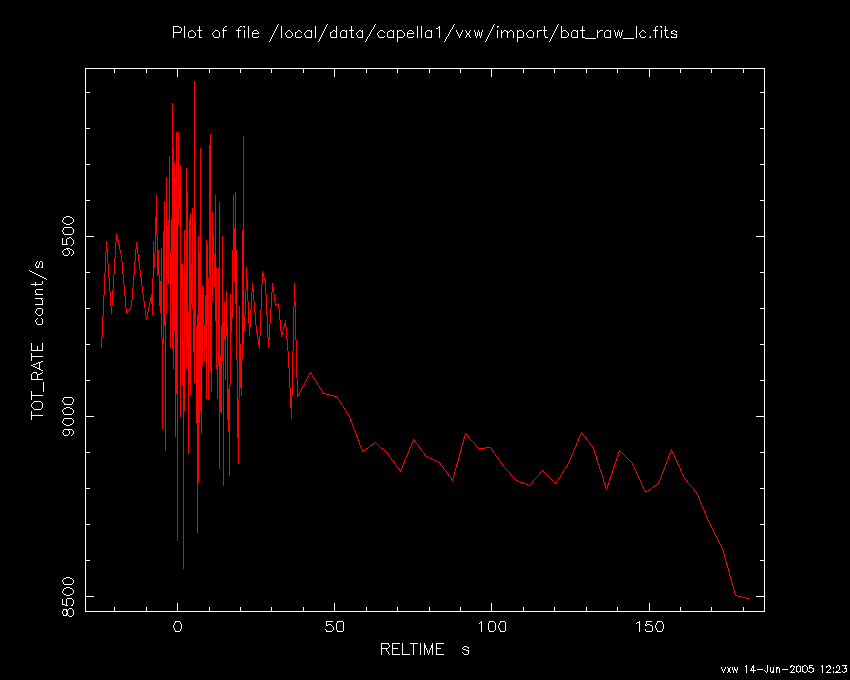 Plot of file /local/data/capella1/vxw/import/bat_raw_lc.fits
TOT_RATE count/s
9500
9000
8500
0 50 100 150
RELTIME s
vxw 14-Jun-2005 12:23